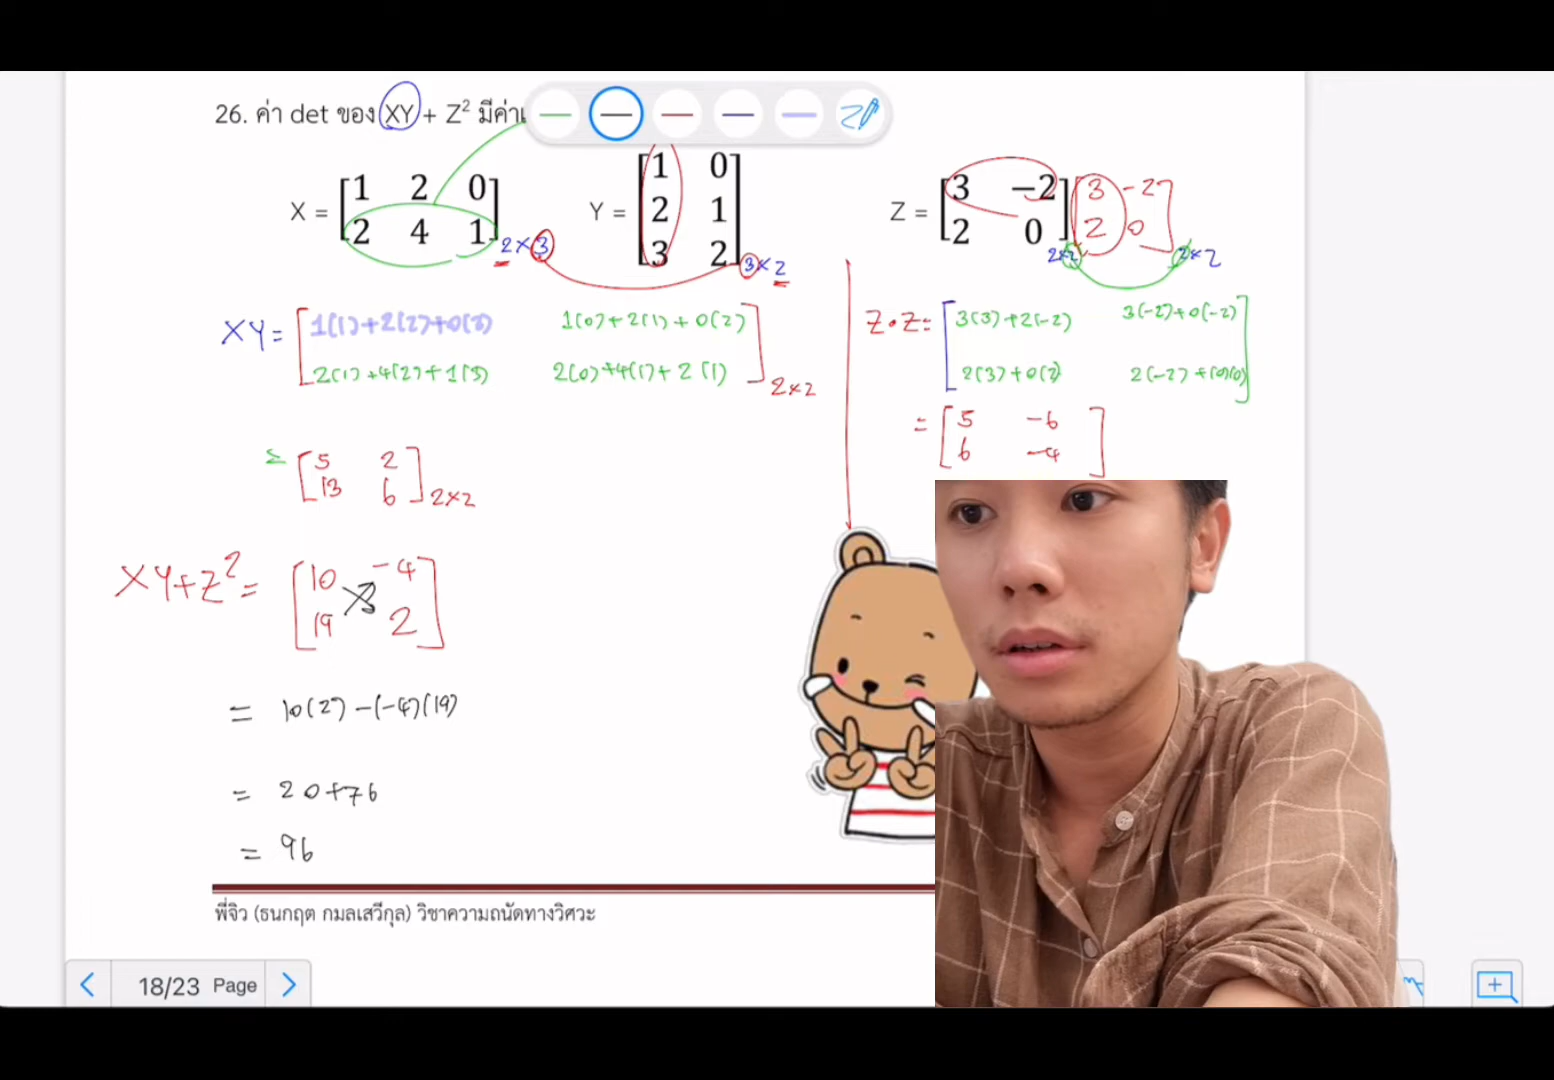 26. ค่า det ของ XY + Z² มีค่าเ
X = [1 2 0
2 4 1] 2×3
Y = [1 0
2 1
3 2] 3×2
Z = [3 -2
2 0] 2×2
[3 -2
2 0] 2×2
XY = [1(1)+2(2)+0(3) 1(0)+2(1)+0(2)
2(1)+4(2)+1(3) 2(0)+4(1)+2(1)] 2×2
= [5 2
13 6] 2×2
Z·Z = [3(3)+2(-2) 3(-2)+0(-2)
2(3)+0(2) 2(-2)+(0)(0)]
= [5 -6
6 -4]
XY+Z² = [10 -4
19 2]
= 10(2)-(-4)(19)
= 20+76
= 96
พี่จิว (ธนกฤต กมลเสวีกุล) วิชาความถนัดทางวิศวะ
18/23 Page